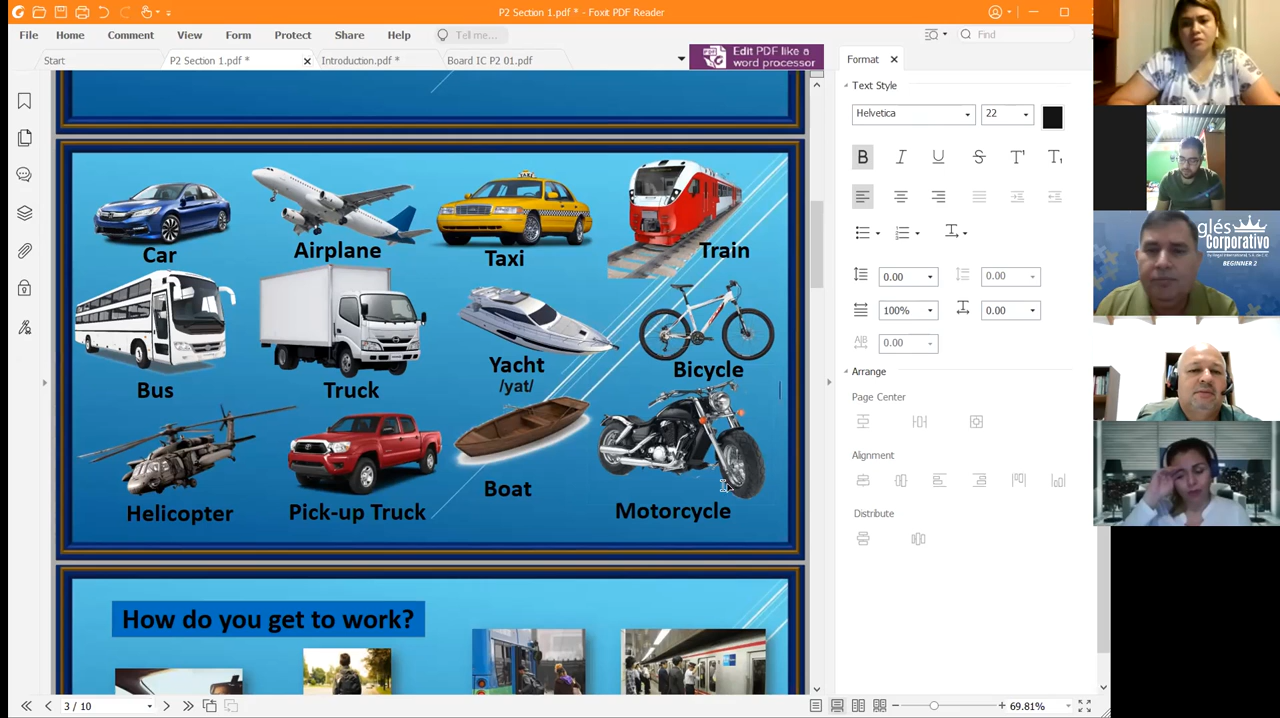 P2 Section 1.pdf * - Foxit PDF Reader
File Home Comment View Form Protect Share Help Tell me... Find
Start P2 Section 1.pdf * Introduction.pdf * Board IC P2 01.pdf
Edit PDF like a
word processor
Format
Text Style
Helvetica 22
B I U S T¹ T₁
0.00 0.00
100% 0.00
0.00
Arrange
Page Center
Alignment
Distribute
TAXI
Car Airplane Taxi Train
Bus Truck Yacht Bicycle
/yat/
Helicopter Pick-up Truck Boat Motorcycle
How do you get to work?
3 / 10
69.81%
glés
Corporativo
BEGINNER 2